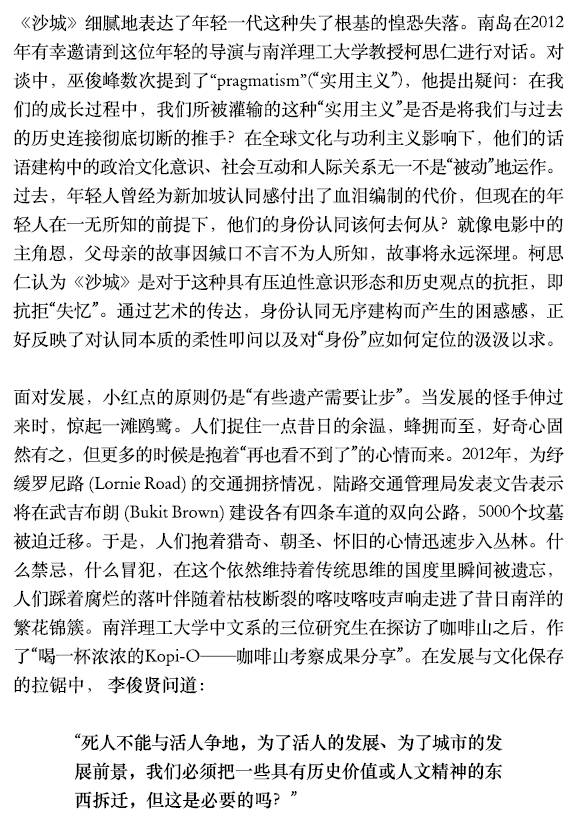 《沙城》细腻地表达了年轻一代这种失了根基的惶恐失落。南岛在2012
年有幸邀请到这位年轻的导演与南洋理工大学教授柯思仁进行对话。对
谈中，巫俊峰数次提到了“pragmatism”(“实用主义”)，他提出疑问：在我
们的成长过程中，我们所被灌输的这种“实用主义”是否是将我们与过去
的历史连接彻底切断的推手？在全球文化与功利主义影响下，他们的话
语建构中的政治文化意识、社会互动和人际关系无一不是“被动”地运作。
过去，年轻人曾经为新加坡认同感付出了血泪编制的代价，但现在的年
轻人在一无所知的前提下，他们的身份认同该何去何从？就像电影中的
主角恩，父母亲的故事因缄口不言不为人所知，故事将永远深埋。柯思
仁认为《沙城》是对于这种具有压迫性意识形态和历史观点的抗拒，即
抗拒“失忆”。通过艺术的传达，身份认同无序建构而产生的困惑感，正
好反映了对认同本质的柔性叩问以及对“身份”应如何定位的汲汲以求。
面对发展，小红点的原则仍是“有些遗产需要让步”。当发展的怪手伸过
来时，惊起一滩鸥鹭。人们捉住一点昔日的余温，蜂拥而至，好奇心固
然有之，但更多的时候是抱着“再也看不到了”的心情而来。2012年，为纾
缓罗尼路 (Lornie Road) 的交通拥挤情况，陆路交通管理局发表文告表示
将在武吉布朗 (Bukit Brown) 建设各有四条车道的双向公路，5000个坟墓
被迫迁移。于是，人们抱着猎奇、朝圣、怀旧的心情迅速步入丛林。什
么禁忌，什么冒犯，在这个依然维持着传统思维的国度里瞬间被遗忘，
人们踩着腐烂的落叶伴随着枯枝断裂的喀吱喀吱声响走进了昔日南洋的
繁花锦簇。南洋理工大学中文系的三位研究生在探访了咖啡山之后，作
了“喝一杯浓浓的Kopi-O——咖啡山考察成果分享”。在发展与文化保存
的拉锯中， 李俊贤问道：
“死人不能与活人争地，为了活人的发展、为了城市的发
展前景，我们必须把一些具有历史价值或人文精神的东
西拆迁，但这是必要的吗？”